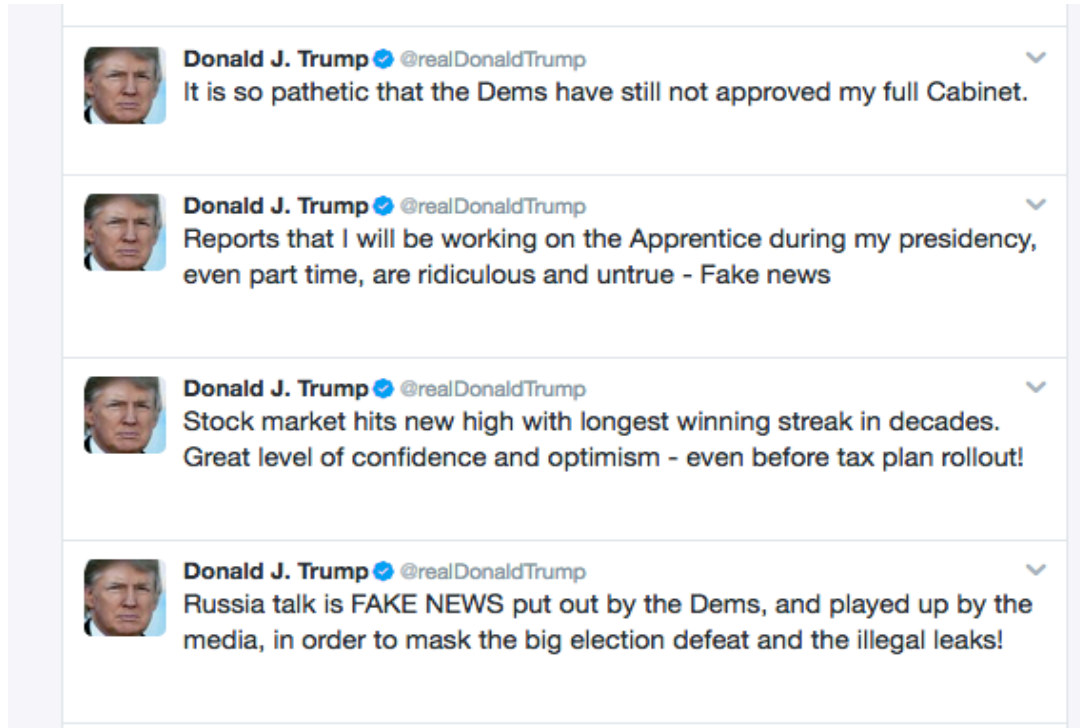 Donald J. Trump @realDonaldTrump
It is so pathetic that the Dems have still not approved my full Cabinet.
Donald J. Trump @realDonaldTrump
Reports that I will be working on the Apprentice during my presidency,
even part time, are ridiculous and untrue - Fake news
Donald J. Trump @realDonaldTrump
Stock market hits new high with longest winning streak in decades.
Great level of confidence and optimism - even before tax plan rollout!
Donald J. Trump @realDonaldTrump
Russia talk is FAKE NEWS put out by the Dems, and played up by the
media, in order to mask the big election defeat and the illegal leaks!